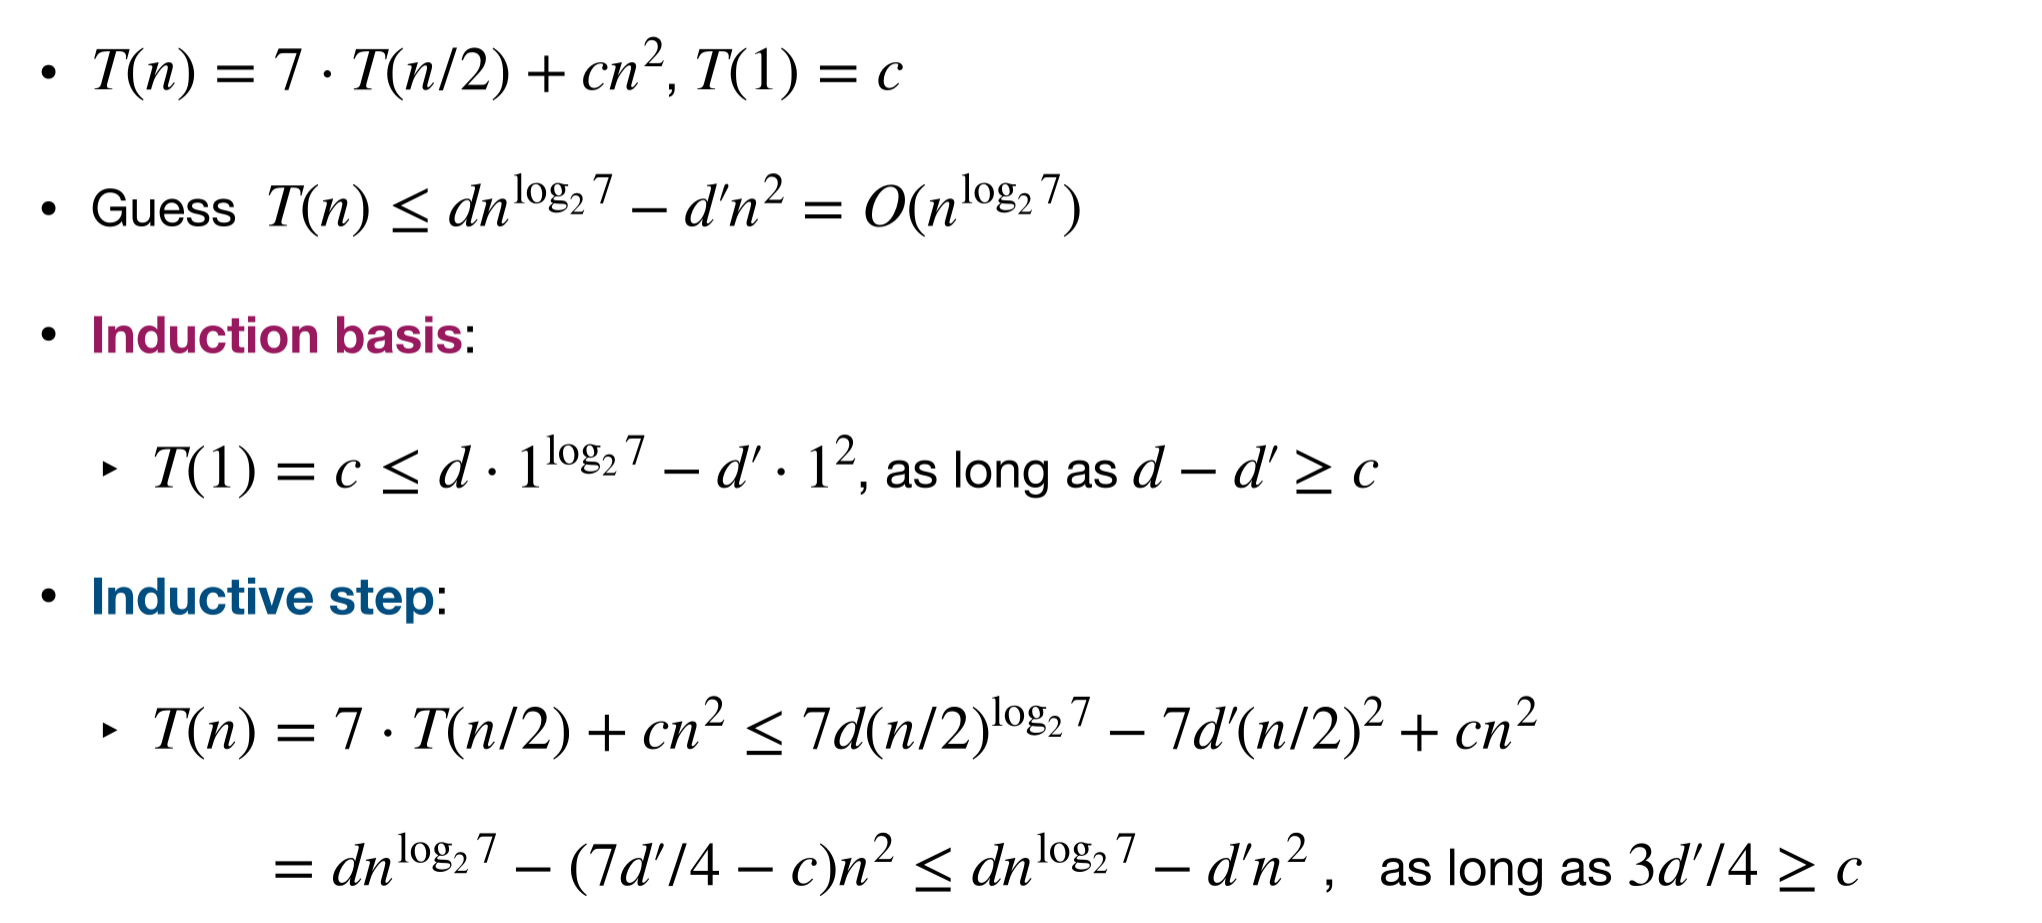 • T(n) = 7 · T(n/2) + cn², T(1) = c
• Guess T(n) ≤ dn^{log₂ 7} − d′n² = O(n^{log₂ 7})
• Induction basis:
‣ T(1) = c ≤ d · 1^{log₂ 7} − d′ · 1², as long as d − d′ ≥ c
• Inductive step:
‣ T(n) = 7 · T(n/2) + cn² ≤ 7d(n/2)^{log₂ 7} − 7d′(n/2)² + cn²
= dn^{log₂ 7} − (7d′/4 − c)n² ≤ dn^{log₂ 7} − d′n² , as long as 3d′/4 ≥ c